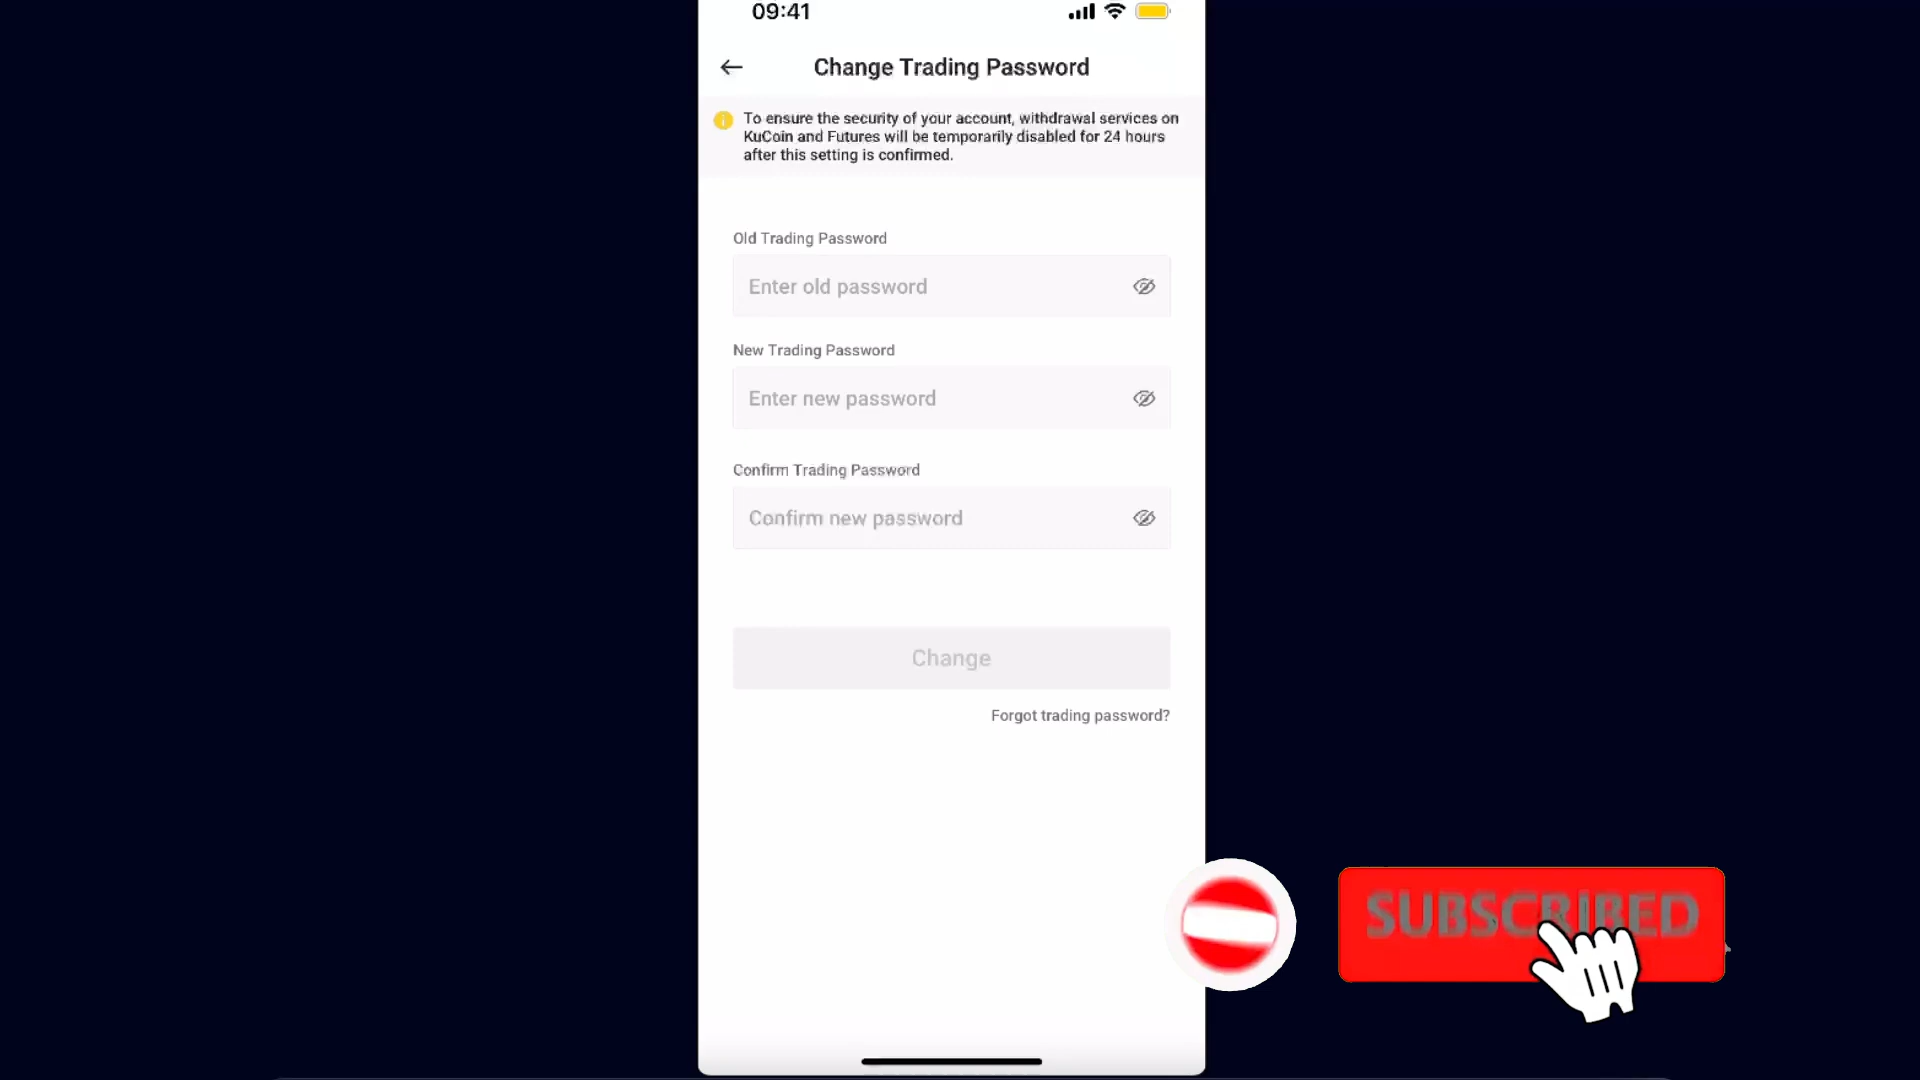 09:41
Change Trading Password
To ensure the security of your account, withdrawal services on
KuCoin and Futures will be temporarily disabled for 24 hours
after this setting is confirmed.
Old Trading Password
Enter old password
New Trading Password
Enter new password
Confirm Trading Password
Confirm new password
Change
Forgot trading password?
SUBSCRIBED